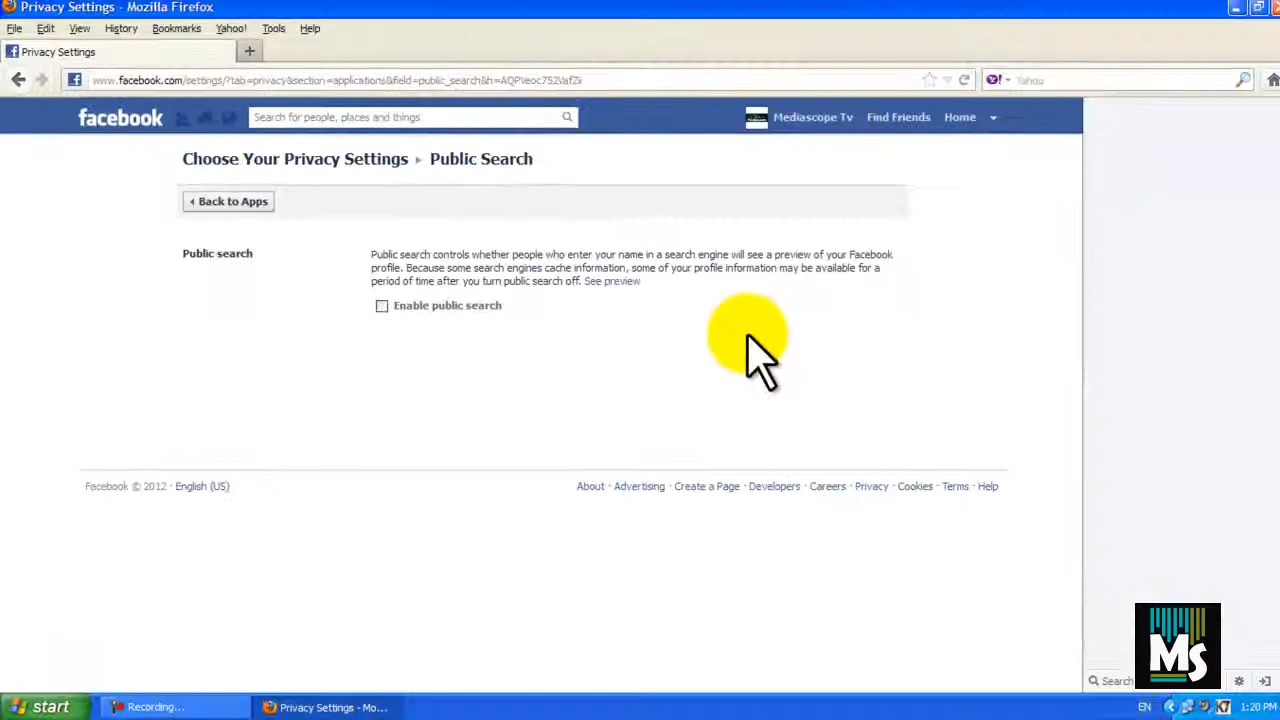 Privacy Settings - Mozilla Firefox
File Edit View History Bookmarks Yahoo! Tools Help
Privacy Settings +
www.facebook.com/settings/?tab=privacy&section=applications&field=public_search&h=
Yahoo
facebook Search for people, places and things Mediascope Tv Find Friends Home
Choose Your Privacy Settings ▸ Public Search
Back to Apps
Public search
Public search controls whether people who enter your name in a search engine will see a preview of your Facebook
profile. Because some search engines cache information, some of your profile information may be available for a
period of time after you turn public search off. See preview
Enable public search
Facebook © 2012 · English (US)
About · Advertising · Create a Page · Developers · Careers · Privacy · Cookies · Terms · Help
MS
Search
start Recording... Privacy Settings - Mo... EN K7 1:20 PM